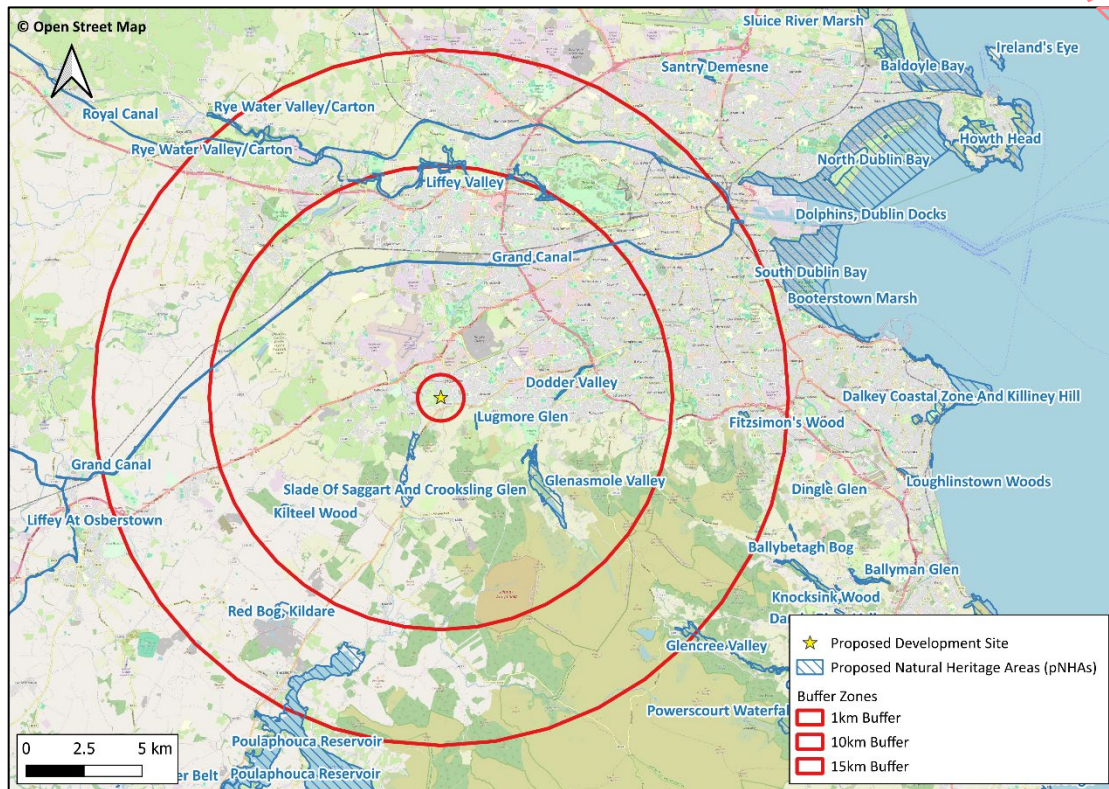 © Open Street Map
Sluice River Marsh
Ireland's Eye
Santry Demesne
Baldoyle Bay
Royal Canal
Rye Water Valley/Carton
Howth Head
Rye Water Valley/Carton
North Dublin Bay
Liffey Valley
Dolphins, Dublin Docks
Grand Canal
South Dublin Bay
Booterstown Marsh
Dodder Valley
Dalkey Coastal Zone And Killiney Hill
Lugmore Glen
Fitzsimon's Wood
Grand Canal
Glenasmole Valley
Loughlinstown Woods
Slade Of Saggart And Crooksling Glen
Dingle Glen
Kilteel Wood
Liffey At Osberstown
Ballybetagh Bog
Ballyman Glen
Knocksink Wood
Red Bog, Kildare
Glencree Valley
Proposed Development Site
Proposed Natural Heritage Areas (pNHAs)
Buffer Zones
1km Buffer
10km Buffer
15km Buffer
Powerscourt Waterfa
0 2.5 5 km
Poulaphouca Reservoir
er Belt
Poulaphouca Reservoir